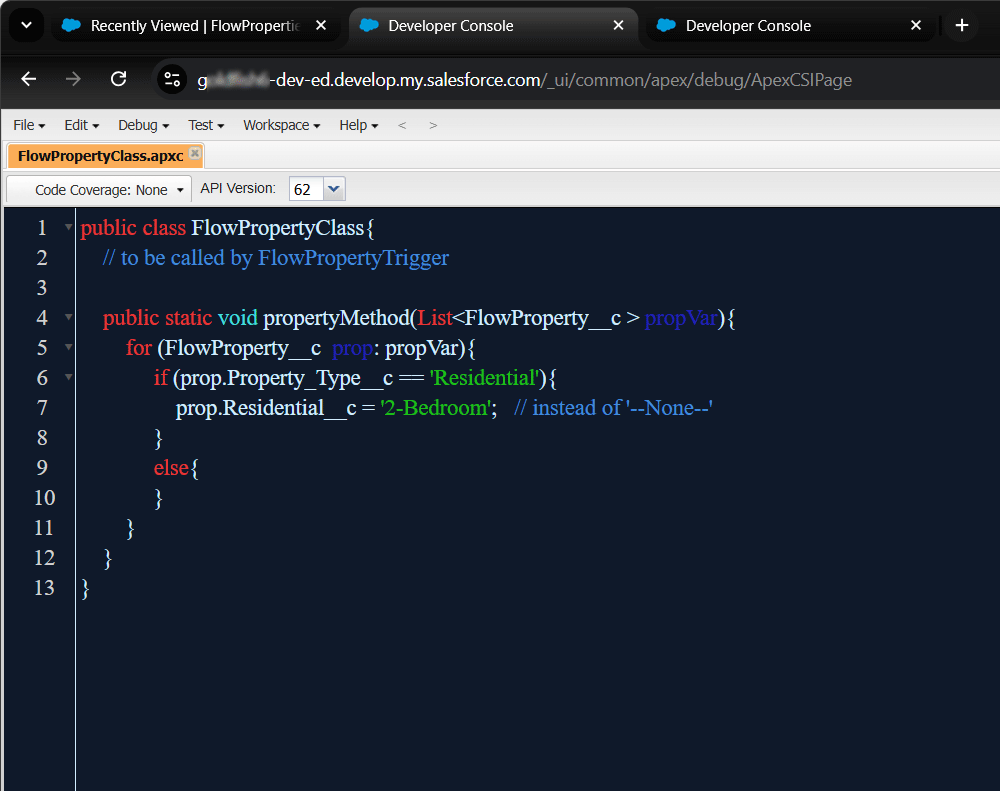 Recently Viewed | FlowPropertie
Developer Console
Developer Console
-dev-ed.develop.my.salesforce.com/_ui/common/apex/debug/ApexCSIPage
File Edit Debug Test Workspace Help < >
FlowPropertyClass.apxc
Code Coverage: None API Version: 62
1 public class FlowPropertyClass{
2 // to be called by FlowPropertyTrigger
3
4 public static void propertyMethod(List<FlowProperty__c > propVar){
5 for (FlowProperty__c prop: propVar){
6 if (prop.Property_Type__c == 'Residential'){
7 prop.Residential__c = '2-Bedroom'; // instead of '--None--'
8 }
9 else{
10 }
11 }
12 }
13 }